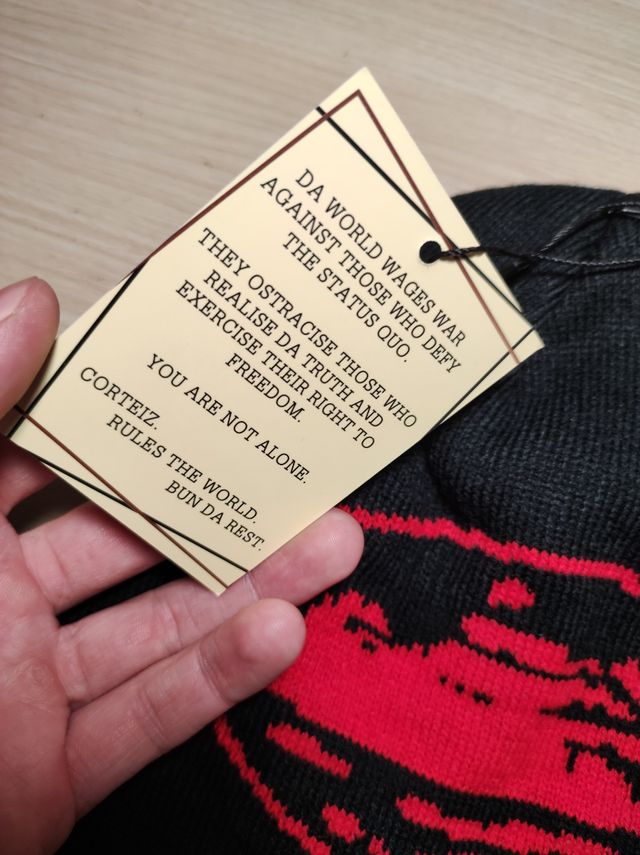 DA WORLD WAGES WAR
AGAINST THOSE WHO DEFY
THE STATUS QUO.
THEY OSTRACISE THOSE WHO
REALISE DA TRUTH AND
EXERCISE THEIR RIGHT TO
FREEDOM.
YOU ARE NOT ALONE.
CORTEIZ.
RULES THE WORLD.
BUN DA REST.